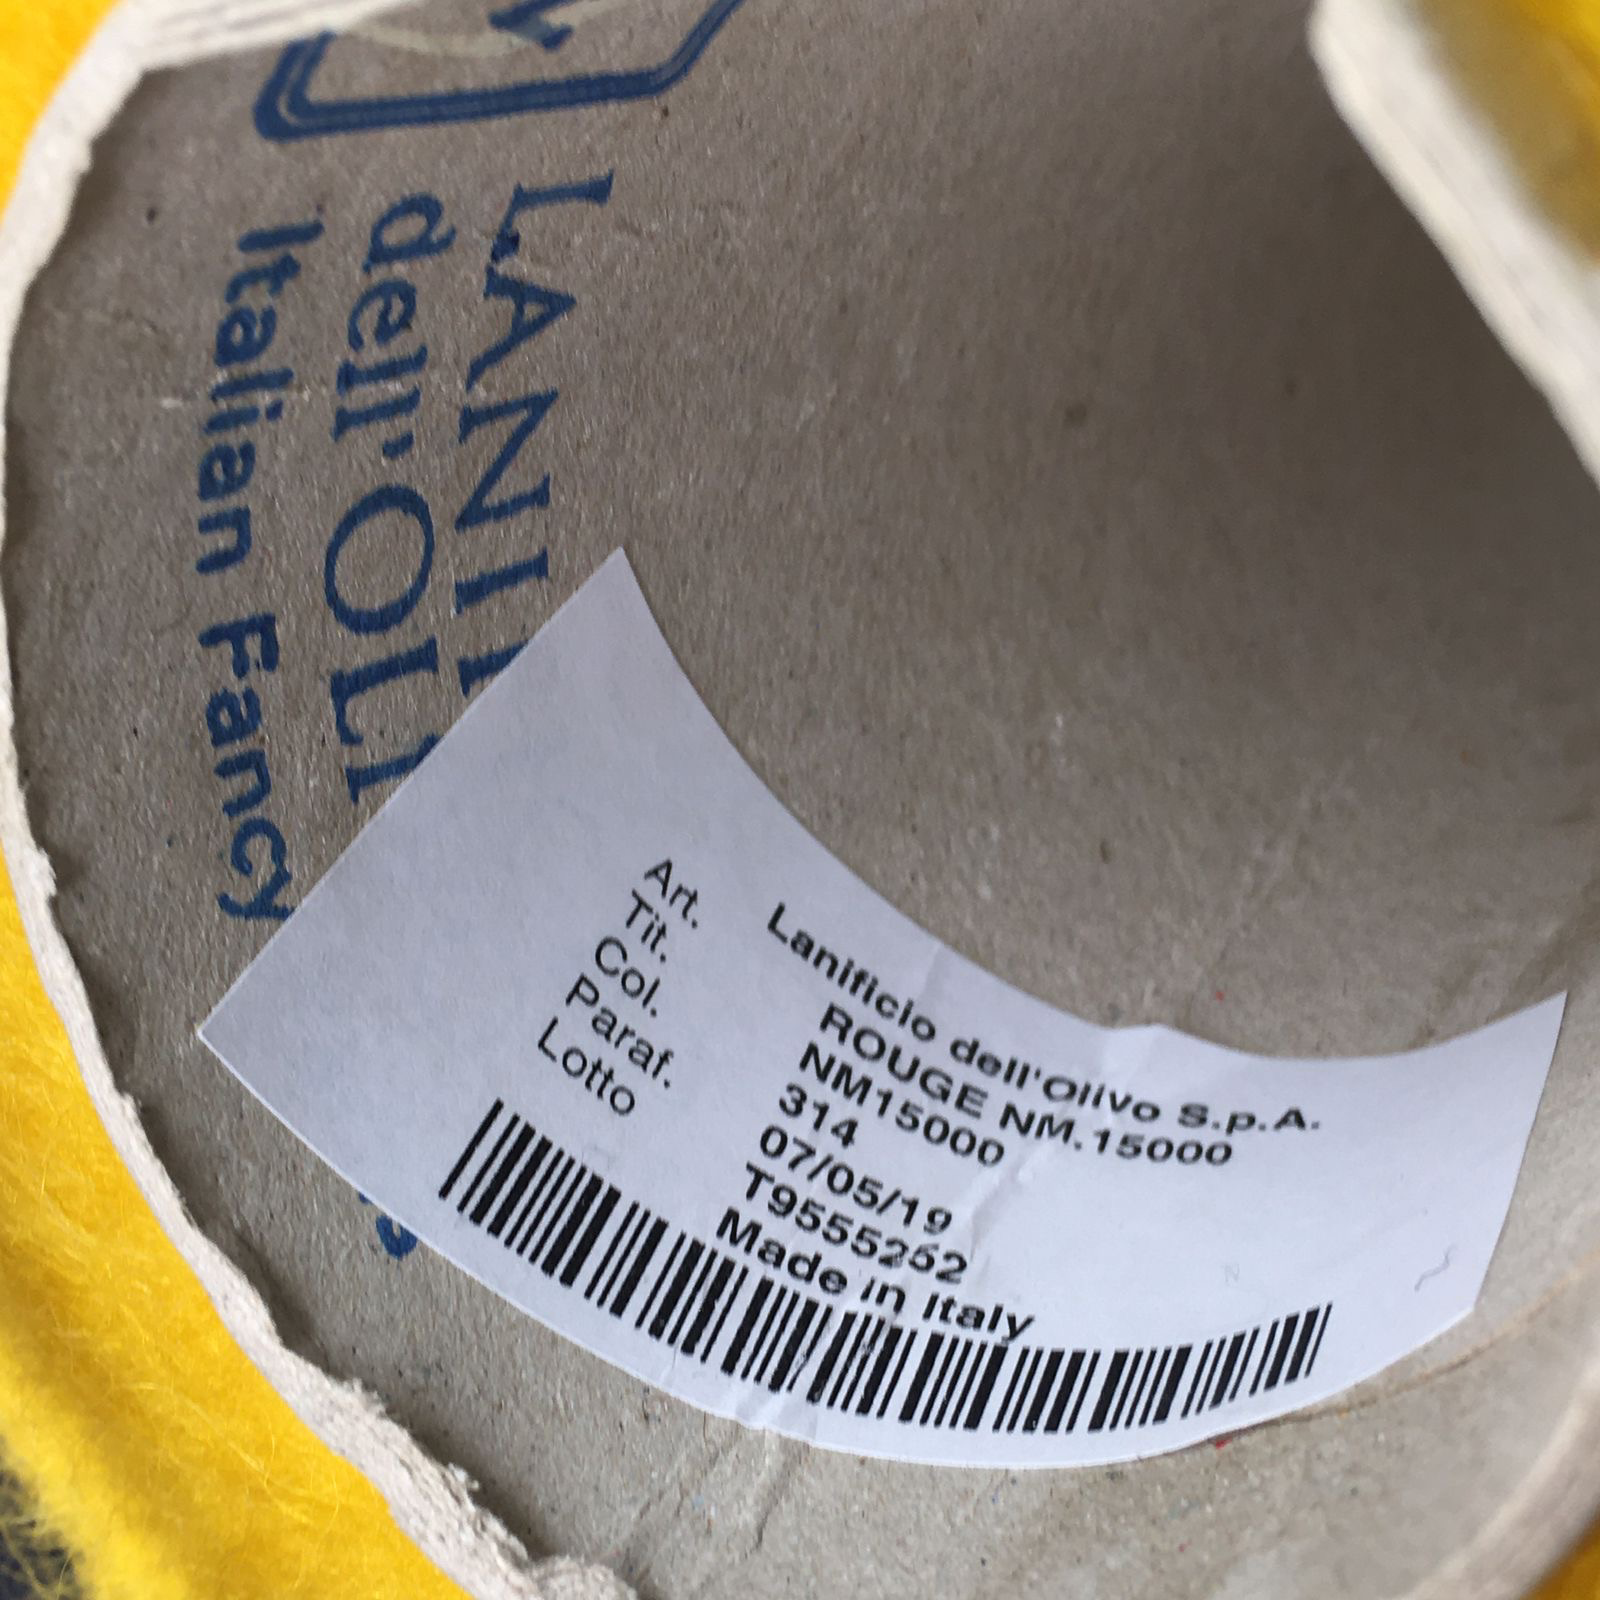 LANIF
dell'OLI
Italian Fancy
Lanificio dell'Olivo S.p.A.
Art. ROUGE NM.15000
Tit. NM15000
Col. 314
Paraf. 07/05/19
Lotto T9555252
Made in Italy